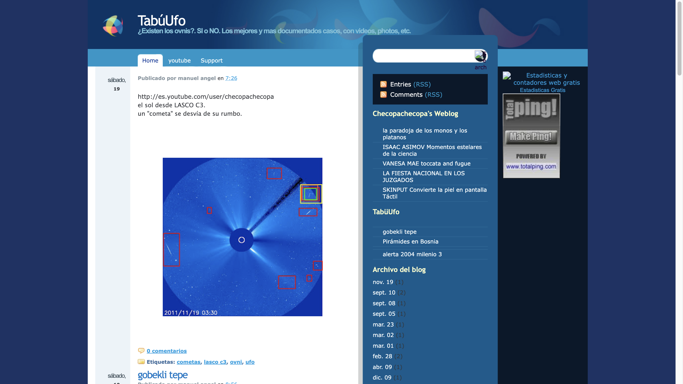 TabúUfo
¿Existen los ovnis?. SI o NO. Los mejores y mas documentados casos, con videos, photos, etc.
Home youtube Support
sábado,
19
Publicado por manuel angel en 7:26
http://es.youtube.com/user/checopachecopa
el sol desde LASCO C3.
un "cometa" se desvia de su rumbo.
2011/11/19 03:30
0 comentarios
Etiquetas: cometas, lasco c3, ovni, ufo
sábado,
gobekli tepe
Entries (RSS)
Comments (RSS)
Checopachecopa's Weblog
la paradoja de los monos y los
platanos
ISAAC ASIMOV Momentos estelares
de la ciencia
VANESA MAE toccata and fugue
LA FIESTA NACIONAL EN LOS
JUZGADOS
SKINPUT Convierte la piel en pantalla
Táctil
TabúUfo
gobekli tepe
Pirámides en Bosnia
alerta 2004 milenio 3
Archivo del blog
nov. 19
sept. 10
sept. 08
sept. 05
mar. 23
mar. 02
mar. 01
feb. 28
abr. 09
dic. 09
Estadisticas y
contadores web gratis
Estadisticas Gratis
Total
ping!
Make Ping!
POWERED BY
www.totalping.com